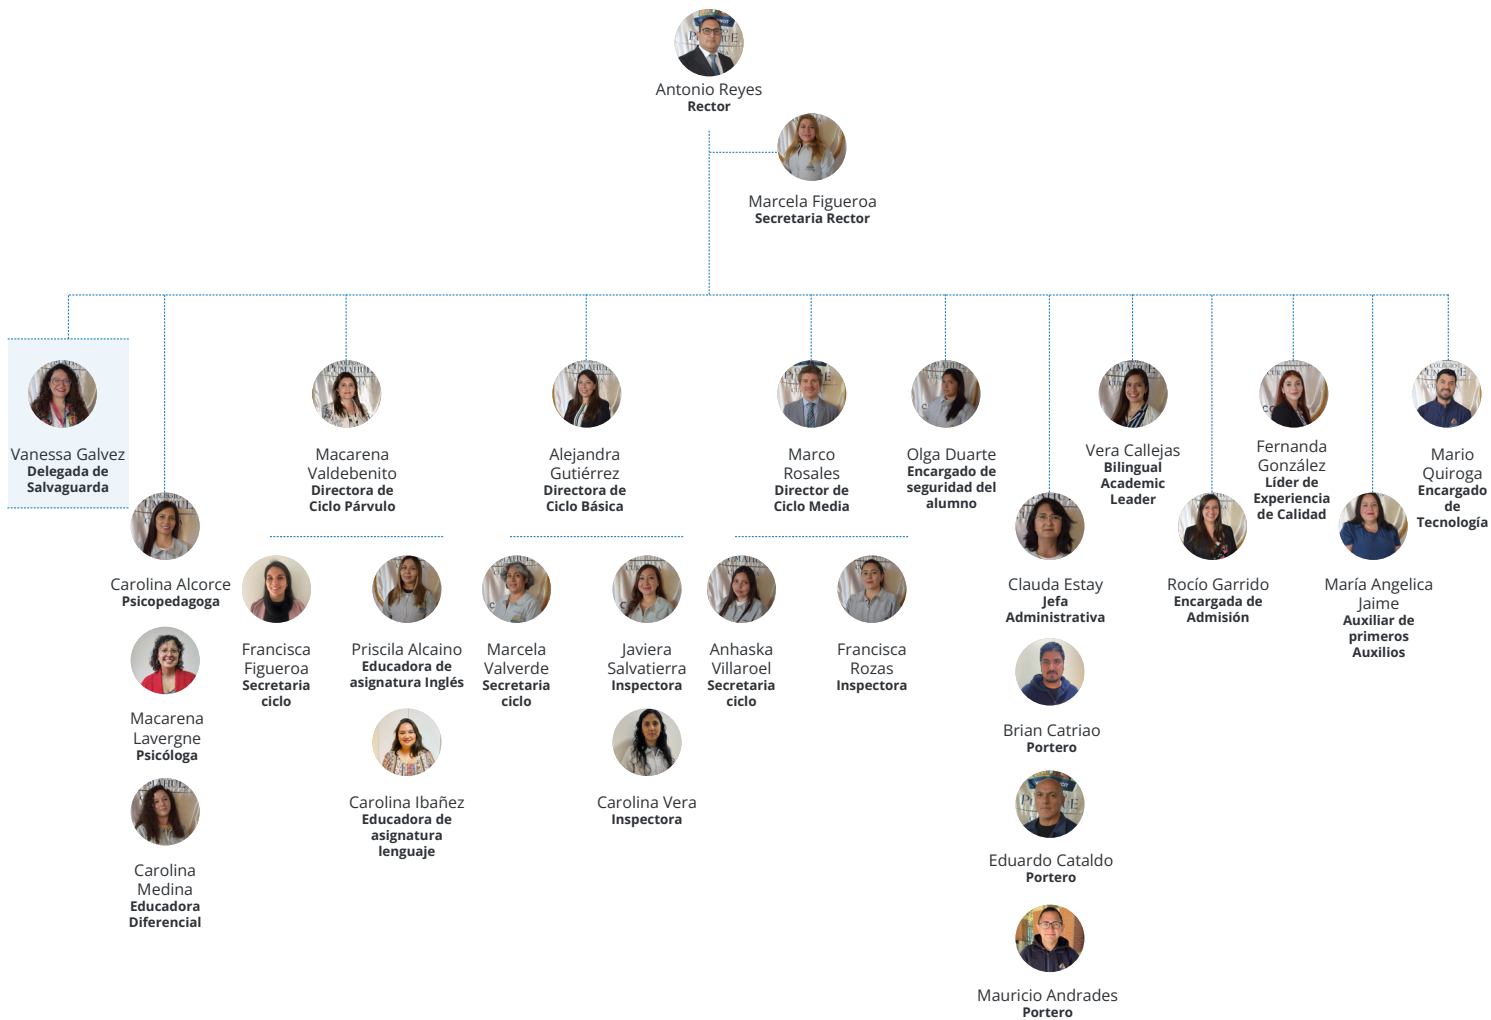 Antonio Reyes
Rector
Marcela Figueroa
Secretaria Rector
Vanessa Galvez
Delegada de
Salvaguarda
Carolina Alcorce
Psicopedagoga
Macarena
Lavergne
Psicóloga
Carolina
Medina
Educadora
Diferencial
Macarena
Valdebenito
Directora de
Ciclo Párvulo
Francisca
Figueroa
Secretaria
ciclo
Priscila Alcaino
Educadora de
asignatura Inglés
Carolina Ibañez
Educadora de
asignatura
lenguaje
Alejandra
Gutiérrez
Directora de
Ciclo Básica
Marcela
Valverde
Secretaria
ciclo
Javiera
Salvatierra
Inspectora
Carolina Vera
Inspectora
Marco
Rosales
Director de
Ciclo Media
Anhaska
Villaroel
Secretaria
ciclo
Francisca
Rozas
Inspectora
Olga Duarte
Encargado de
seguridad del
alumno
Clauda Estay
Jefa
Administrativa
Brian Catriao
Portero
Eduardo Cataldo
Portero
Mauricio Andrades
Portero
Vera Callejas
Bilingual
Academic
Leader
Rocío Garrido
Encargada de
Admisión
Fernanda
González
Líder de
Experiencia
de Calidad
María Angelica
Jaime
Auxiliar de
primeros
Auxilios
Mario
Quiroga
Encargado
de
Tecnología